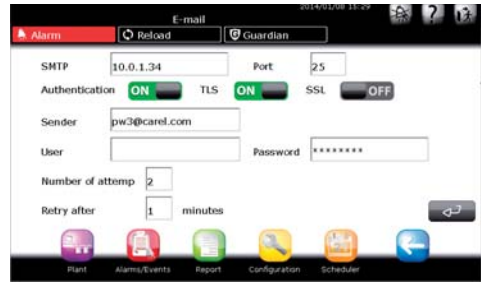 2014/01/08 15:29
E-mail
?
Alarm Reload Guardian
SMTP 10.0.1.34 Port 25
Authentication ON TLS ON SSL OFF
Sender pw3@carel.com
User Password ********
Number of attemp 2
Retry after 1 minutes
Plant Alarms/Events Report Configuration Scheduler